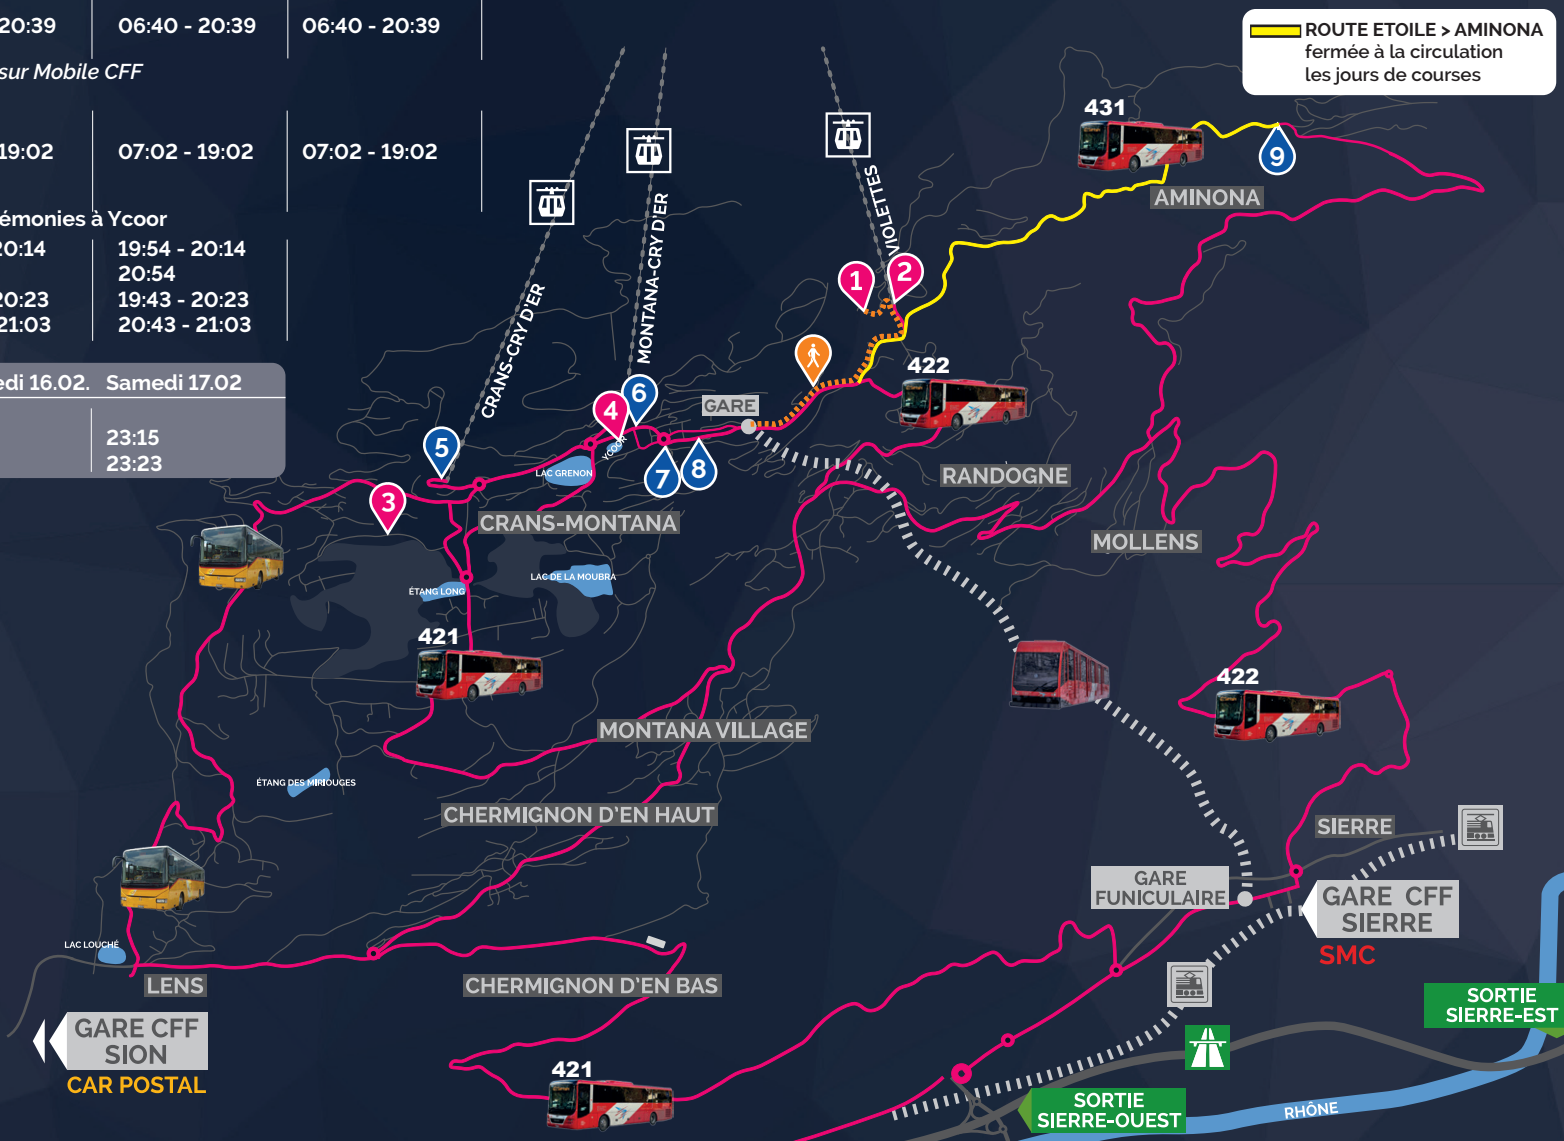 20:39
06:40 - 20:39
06:40 - 20:39
sur Mobile CFF
19:02
07:02 - 19:02
07:02 - 19:02
émonies à Ycoor
20:14
19:54 - 20:14
20:54
20:23
19:43 - 20:23
21:03
20:43 - 21:03
edi 16.02.
Samedi 17.02
23:15
23:23
ROUTE ETOILE > AMINONA
fermée à la circulation
les jours de courses
431
9
AMINONA
VIOLETTES
MONTANA-CRY D'ER
CRANS-CRY D'ER
1
2
422
GARE
6
4
YCOOR
5
LAC GRENON
7
8
3
RANDOGNE
CRANS-MONTANA
MOLLENS
LAC DE LA MOUBRA
ÉTANG LONG
421
422
MONTANA VILLAGE
ÉTANG DES MIRIOUGES
CHERMIGNON D'EN HAUT
SIERRE
GARE
FUNICULAIRE
GARE CFF
SIERRE
SMC
LAC LOUCHÉ
LENS
CHERMIGNON D'EN BAS
GARE CFF
SION
CAR POSTAL
SORTIE
SIERRE-EST
421
SORTIE
SIERRE-OUEST
RHÔNE